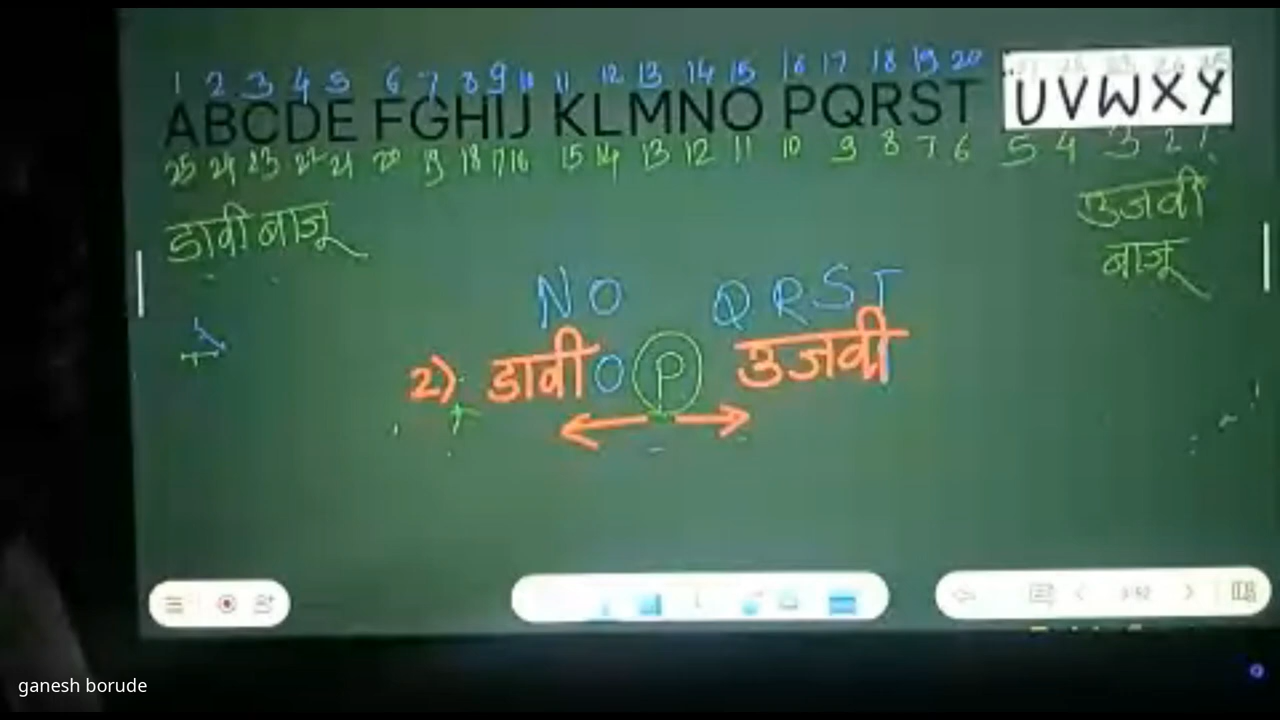 1 2 3 4 5 6 7 8 9 10 11 12 13 14 15 16 17 18 19 20
ABCDE FGHIJ KLMNO PQRST UVWXY
25 24 23 22 21 20 19 18 17 16 15 14 13 12 11 10 9 8 7 6 5 4 3 2 1
डावी बाजू
उजवी
बाजू
N O Q R S T
2) डावी O P उजवी
ganesh borude